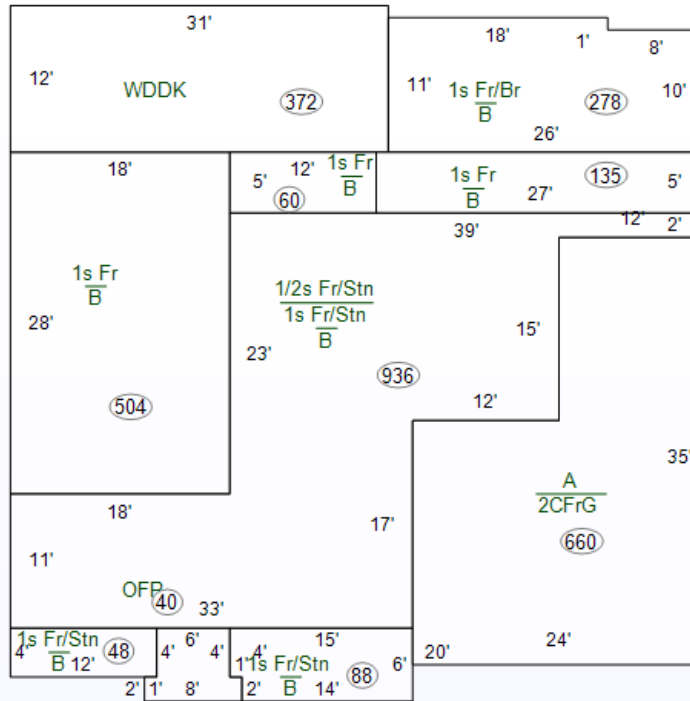 31'
12'
WDDK
372
18'
1'
8'
11'
1s Fr/Br
B
278
10'
26'
18'
5'
12'
1s Fr
B
60
1s Fr
B
27'
135
5'
39'
12'
2'
1s Fr
B
28'
504
1/2s Fr/Stn
1s Fr/Stn
B
23'
15'
936
12'
35'
A
2CFrG
660
18'
17'
11'
OFP
40
33'
1s Fr/Stn
B
4'
12'
48
6'
4'
4'
4'
15'
1'
1s Fr/Stn
B
88
6'
20'
24'
2'
1'
8'
2'
14'